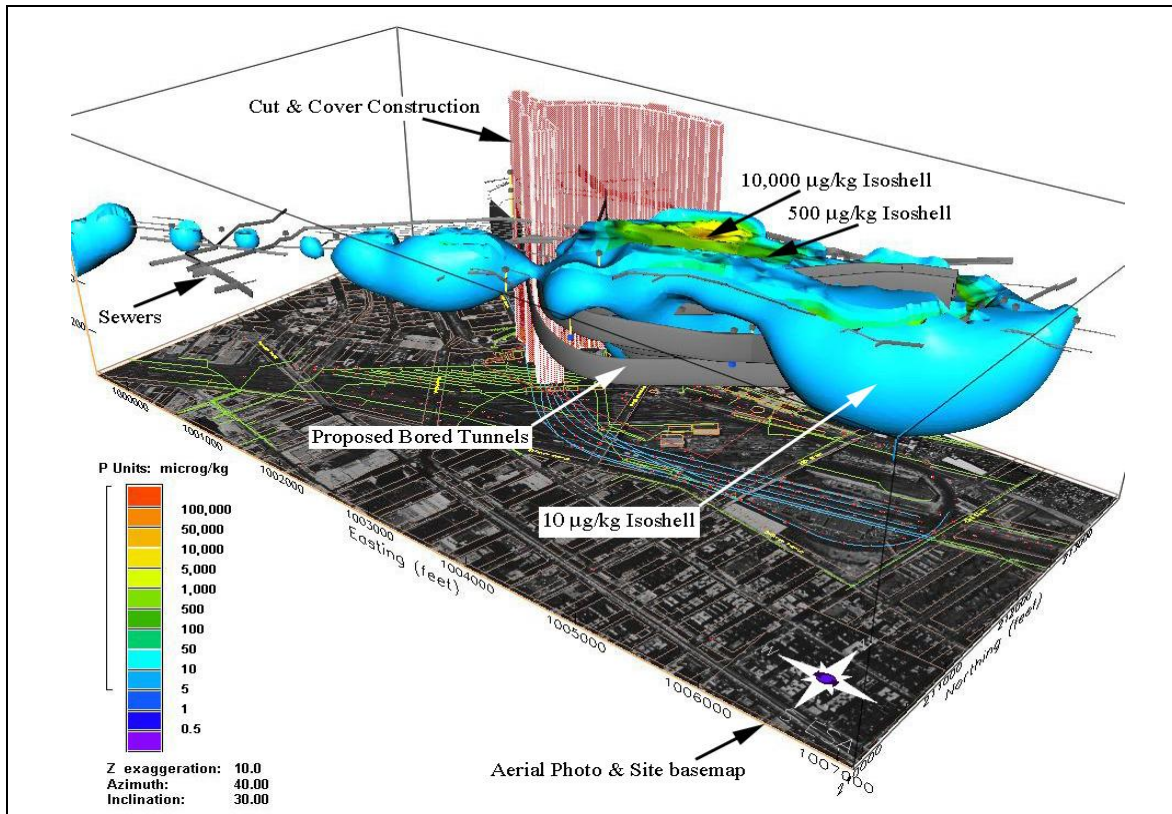 Cut & Cover Construction
10,000 µg/kg Isoshell
500 µg/kg Isoshell
Sewers
Proposed Bored Tunnels
10 µg/kg Isoshell
P Units: microg/kg
100,000
50,000
10,000
5,000
1,000
500
100
50
10
5
1
0.5
Z exaggeration: 10.0
Azimuth: 40.00
Inclination: 30.00
1000000
1001000
1002000
1003000
1004000
1005000
1006000
1007000
Easting (feet)
211000
212000
213000
Northing (feet)
Aerial Photo & Site basemap